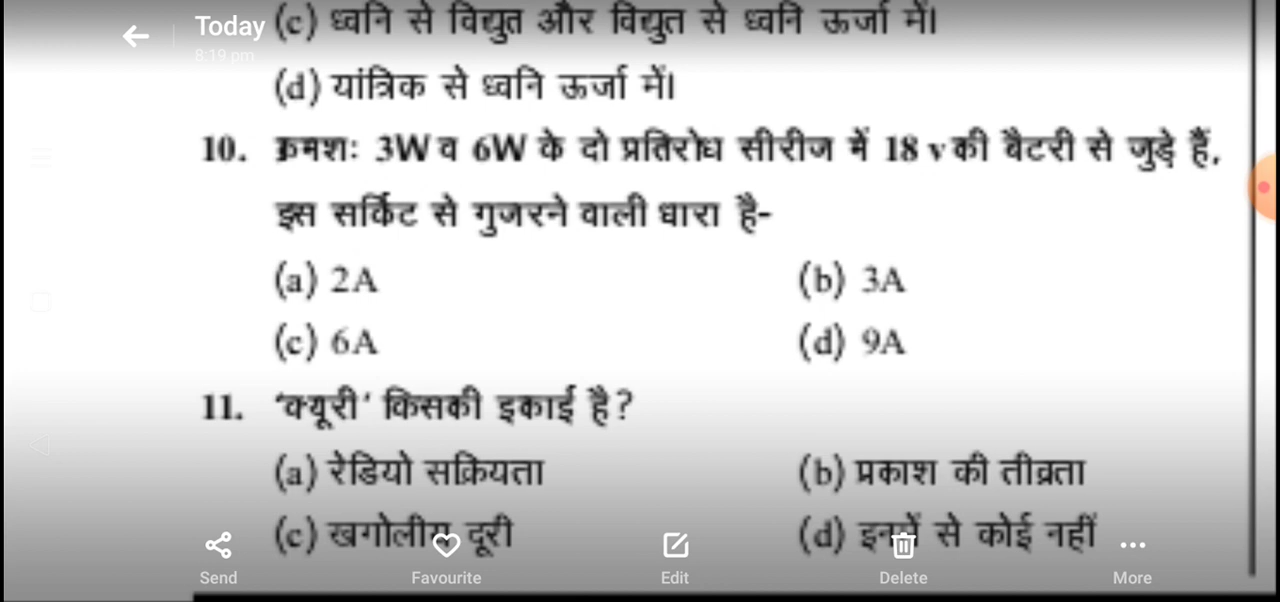 (c) ध्वनि से विद्युत और विद्युत से ध्वनि ऊर्जा में।
Today
8:19 pm
(d) यांत्रिक से ध्वनि ऊर्जा में।
10. क्रमशः 3W व 6W के दो प्रतिरोध सीरीज में 18 v की बैटरी से जुड़े हैं,
इस सर्किट से गुजरने वाली धारा है-
(a) 2A (b) 3A
(c) 6A (d) 9A
11. ‘क्यूरी’ किसकी इकाई है?
(a) रेडियो सक्रियता (b) प्रकाश की तीव्रता
(c) खगोलीय दूरी (d) इनमें से कोई नहीं
Send Favourite Edit Delete More